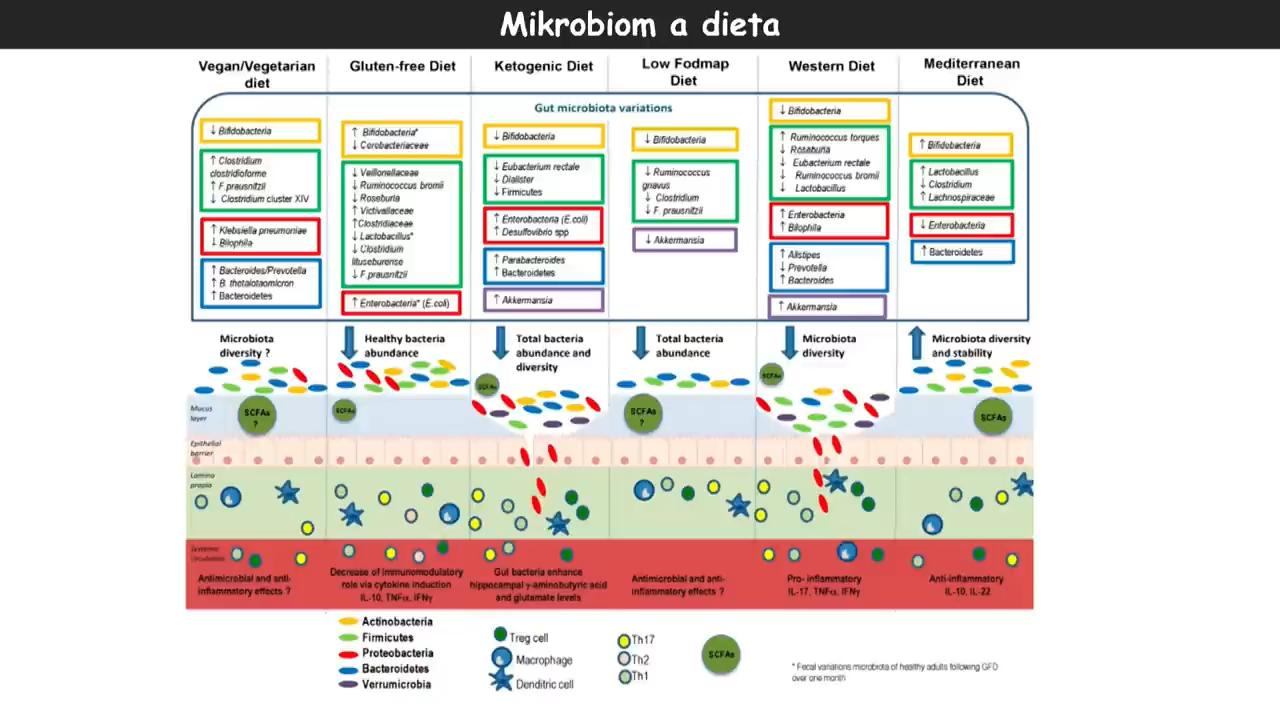 Mikrobiom a dieta
Vegan/Vegetarian
diet
Gluten-free Diet
Ketogenic Diet
Low Fodmap
Diet
Western Diet
Mediterranean
Diet
Gut microbiota variations
↓ Bifidobacteria
↑ Clostridium
clostridioforme
↑ F.prausnitzii
↓ Clostridium cluster XIV
↑ Klebsiella pneumoniae
↓ Bilophila
↑ Bacteroides/Prevotella
↑ B. thetaiotaomicron
↑ Bacteroidetes
↑ Bifidobacteria*
↓ Corobacteriaceae
↓ Veillonellaceae
↓ Ruminococcus bromii
↓ Roseburia
↑ Victivallaceae
↑ Clostridiaceae
↓ Lactobacillus*
↓ Clostridium
lituseburense
↓ F.prausnitzii
↑ Enterobacteria* (E.coli)
↓ Bifidobacteria
↓ Eubacterium rectale
↓ Dialister
↓ Firmicutes
↑ Enterobacteria (E.coli)
↑ Desulfovibrio spp
↑ Parabacteroides
↑ Bacteroidetes
↑ Akkermansia
↓ Bifidobacteria
↓ Ruminococcus
gnavus
↓ Clostridium
↓ F. prausnitzii
↓ Akkermansia
↓ Bifidobacteria
↑ Ruminococcus torques
↓ Roseburia
↓ Eubacterium rectale
↓ Ruminococcus bromii
↓ Lactobacillus
↑ Enterobacteria
↑ Bilophila
↑ Alistipes
↓ Prevotella
↑ Bacteroides
↑ Akkermansia
↑ Bifidobacteria
↑ Lactobacillus
↓ Clostridium
↑ Lachnospiraceae
↓ Enterobacteria
↑ Bacteroidetes
Microbiota
diversity ?
Healthy bacteria
abundance
Total bacteria
abundance and
diversity
Total bacteria
abundance
Microbiota
diversity
Microbiota diversity
and stability
Mucus
layer
SCFAs
?
SCFAs
SCFAs
SCFAs
?
SCFAs
SCFAs
Epithelial
barrier
Lamina
propia
Systemic
circulation
Antimicrobial and anti-
inflammatory effects ?
Decrease of immunomodulatory
role via cytokine induction
IL-10, TNFα, IFNγ
Gut bacteria enhance
hippocampal γ-aminobutyric acid
and glutamate levels
Antimicrobial and anti-
inflammatory effects ?
Pro- inflammatory
IL-17, TNFα, IFNγ
Anti-inflammatory
IL-10, IL-22
Actinobacteria
Firmicutes
Proteobacteria
Bacteroidetes
Verrumicrobia
Treg cell
Macrophage
Denditric cell
Th17
Th2
Th1
SCFAs
* Fecal variations microbiota of healthy adults following GFD
over one month